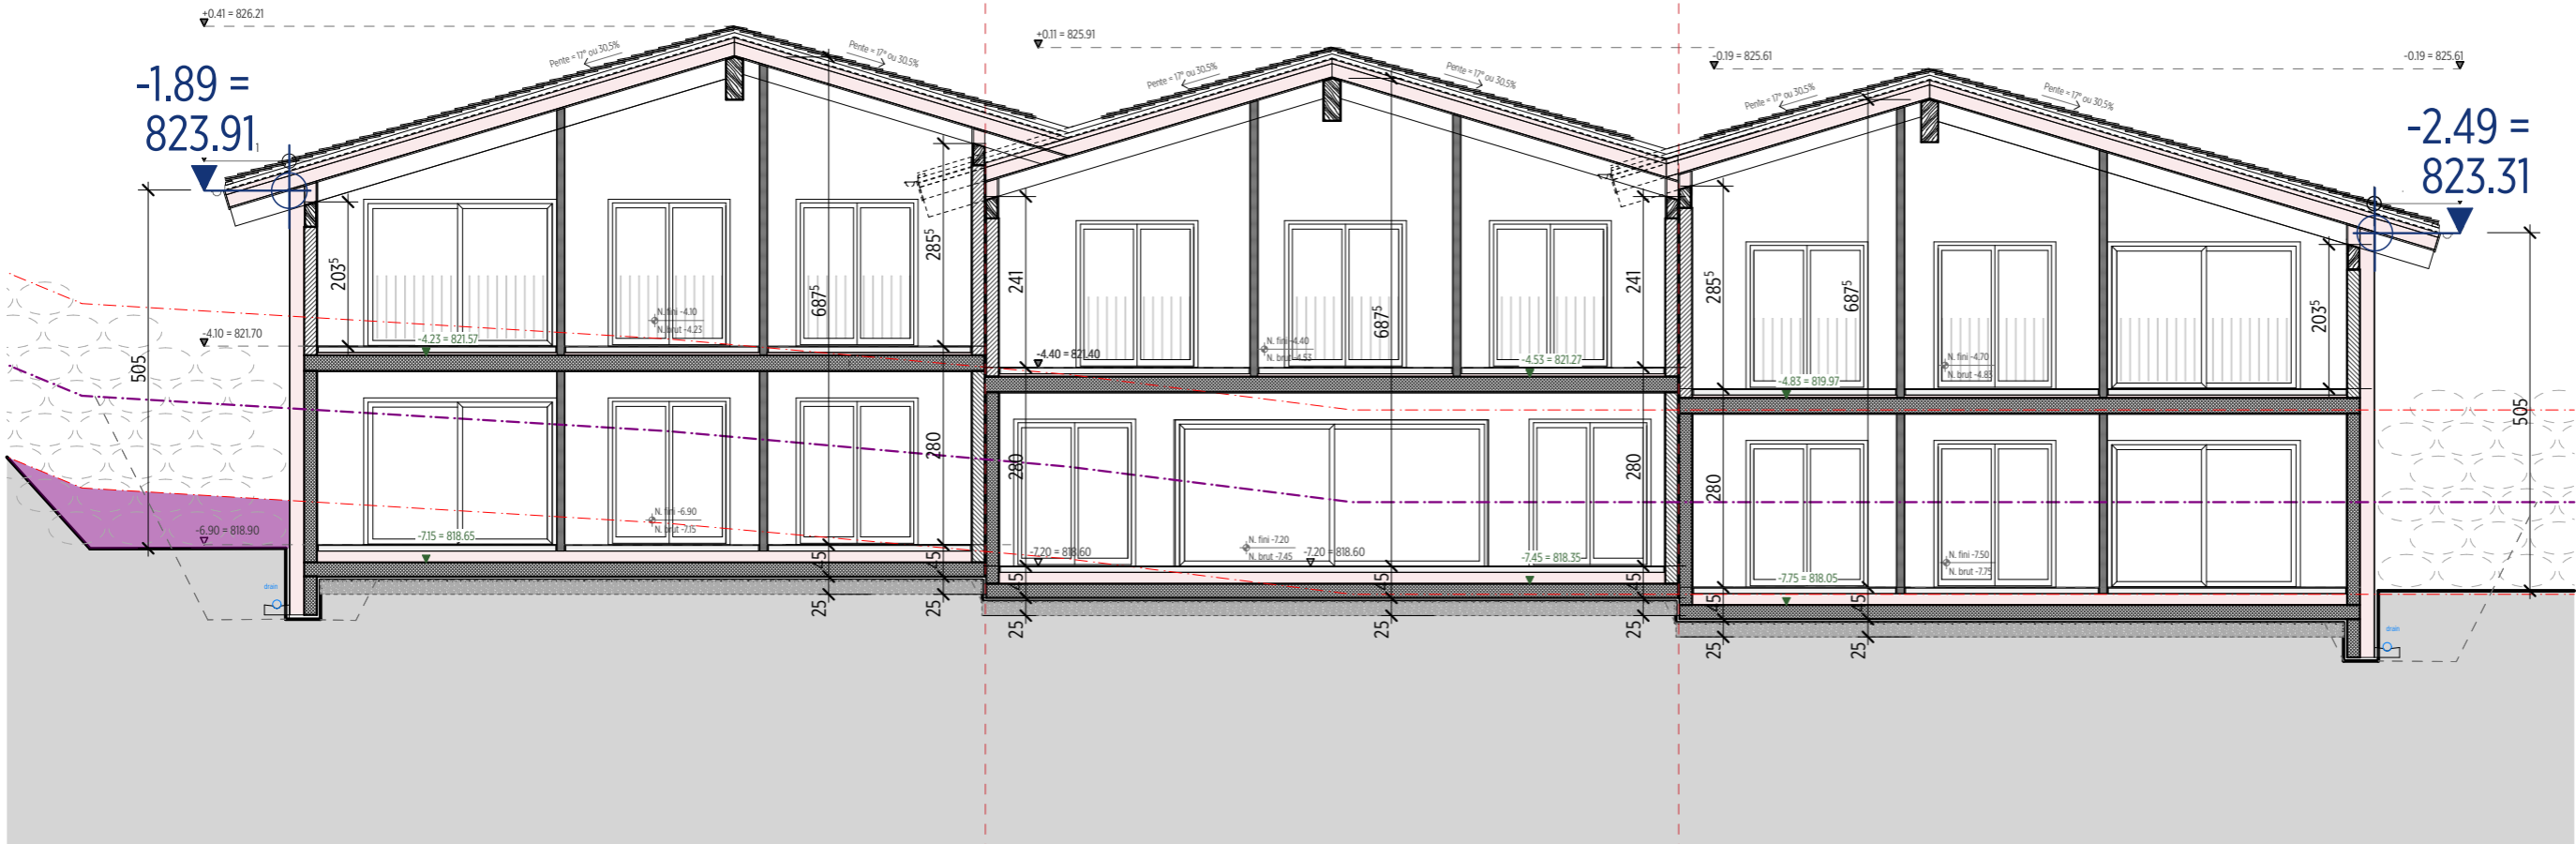 +0.41 = 826.21
+0.11 = 825.91
-0.19 = 825.61
-0.19 = 825.61
Pente = 17° ou 30.5%
Pente = 17° ou 30.5%
Pente = 17° ou 30.5%
Pente = 17° ou 30.5%
Pente = 17° ou 30.5%
Pente = 17° ou 30.5%
-1.89 =
823.91
-2.49 =
823.31
505
203⁵
687⁵
285⁵
241
687⁵
241
285⁵
687⁵
203⁵
505
N. fini -4.10
N. brut -4.23
-4.10 = 821.70
-4.23 = 821.57
N. fini -4.40
N. brut -4.53
-4.40 = 821.40
-4.53 = 821.27
N. fini -4.70
N. brut -4.83
-4.83 = 819.97
280
280
280
280
-6.90 = 818.90
N. fini -6.90
N. brut -7.15
-7.15 = 818.65
-7.20 = 818.60
N. fini -7.20
N. brut -7.45
-7.20 = 818.60
-7.45 = 818.35
N. fini -7.50
N. brut -7.75
-7.75 = 818.05
45
45
45
45
45
45
45
25
25
25
25
25
25
25
drain
drain